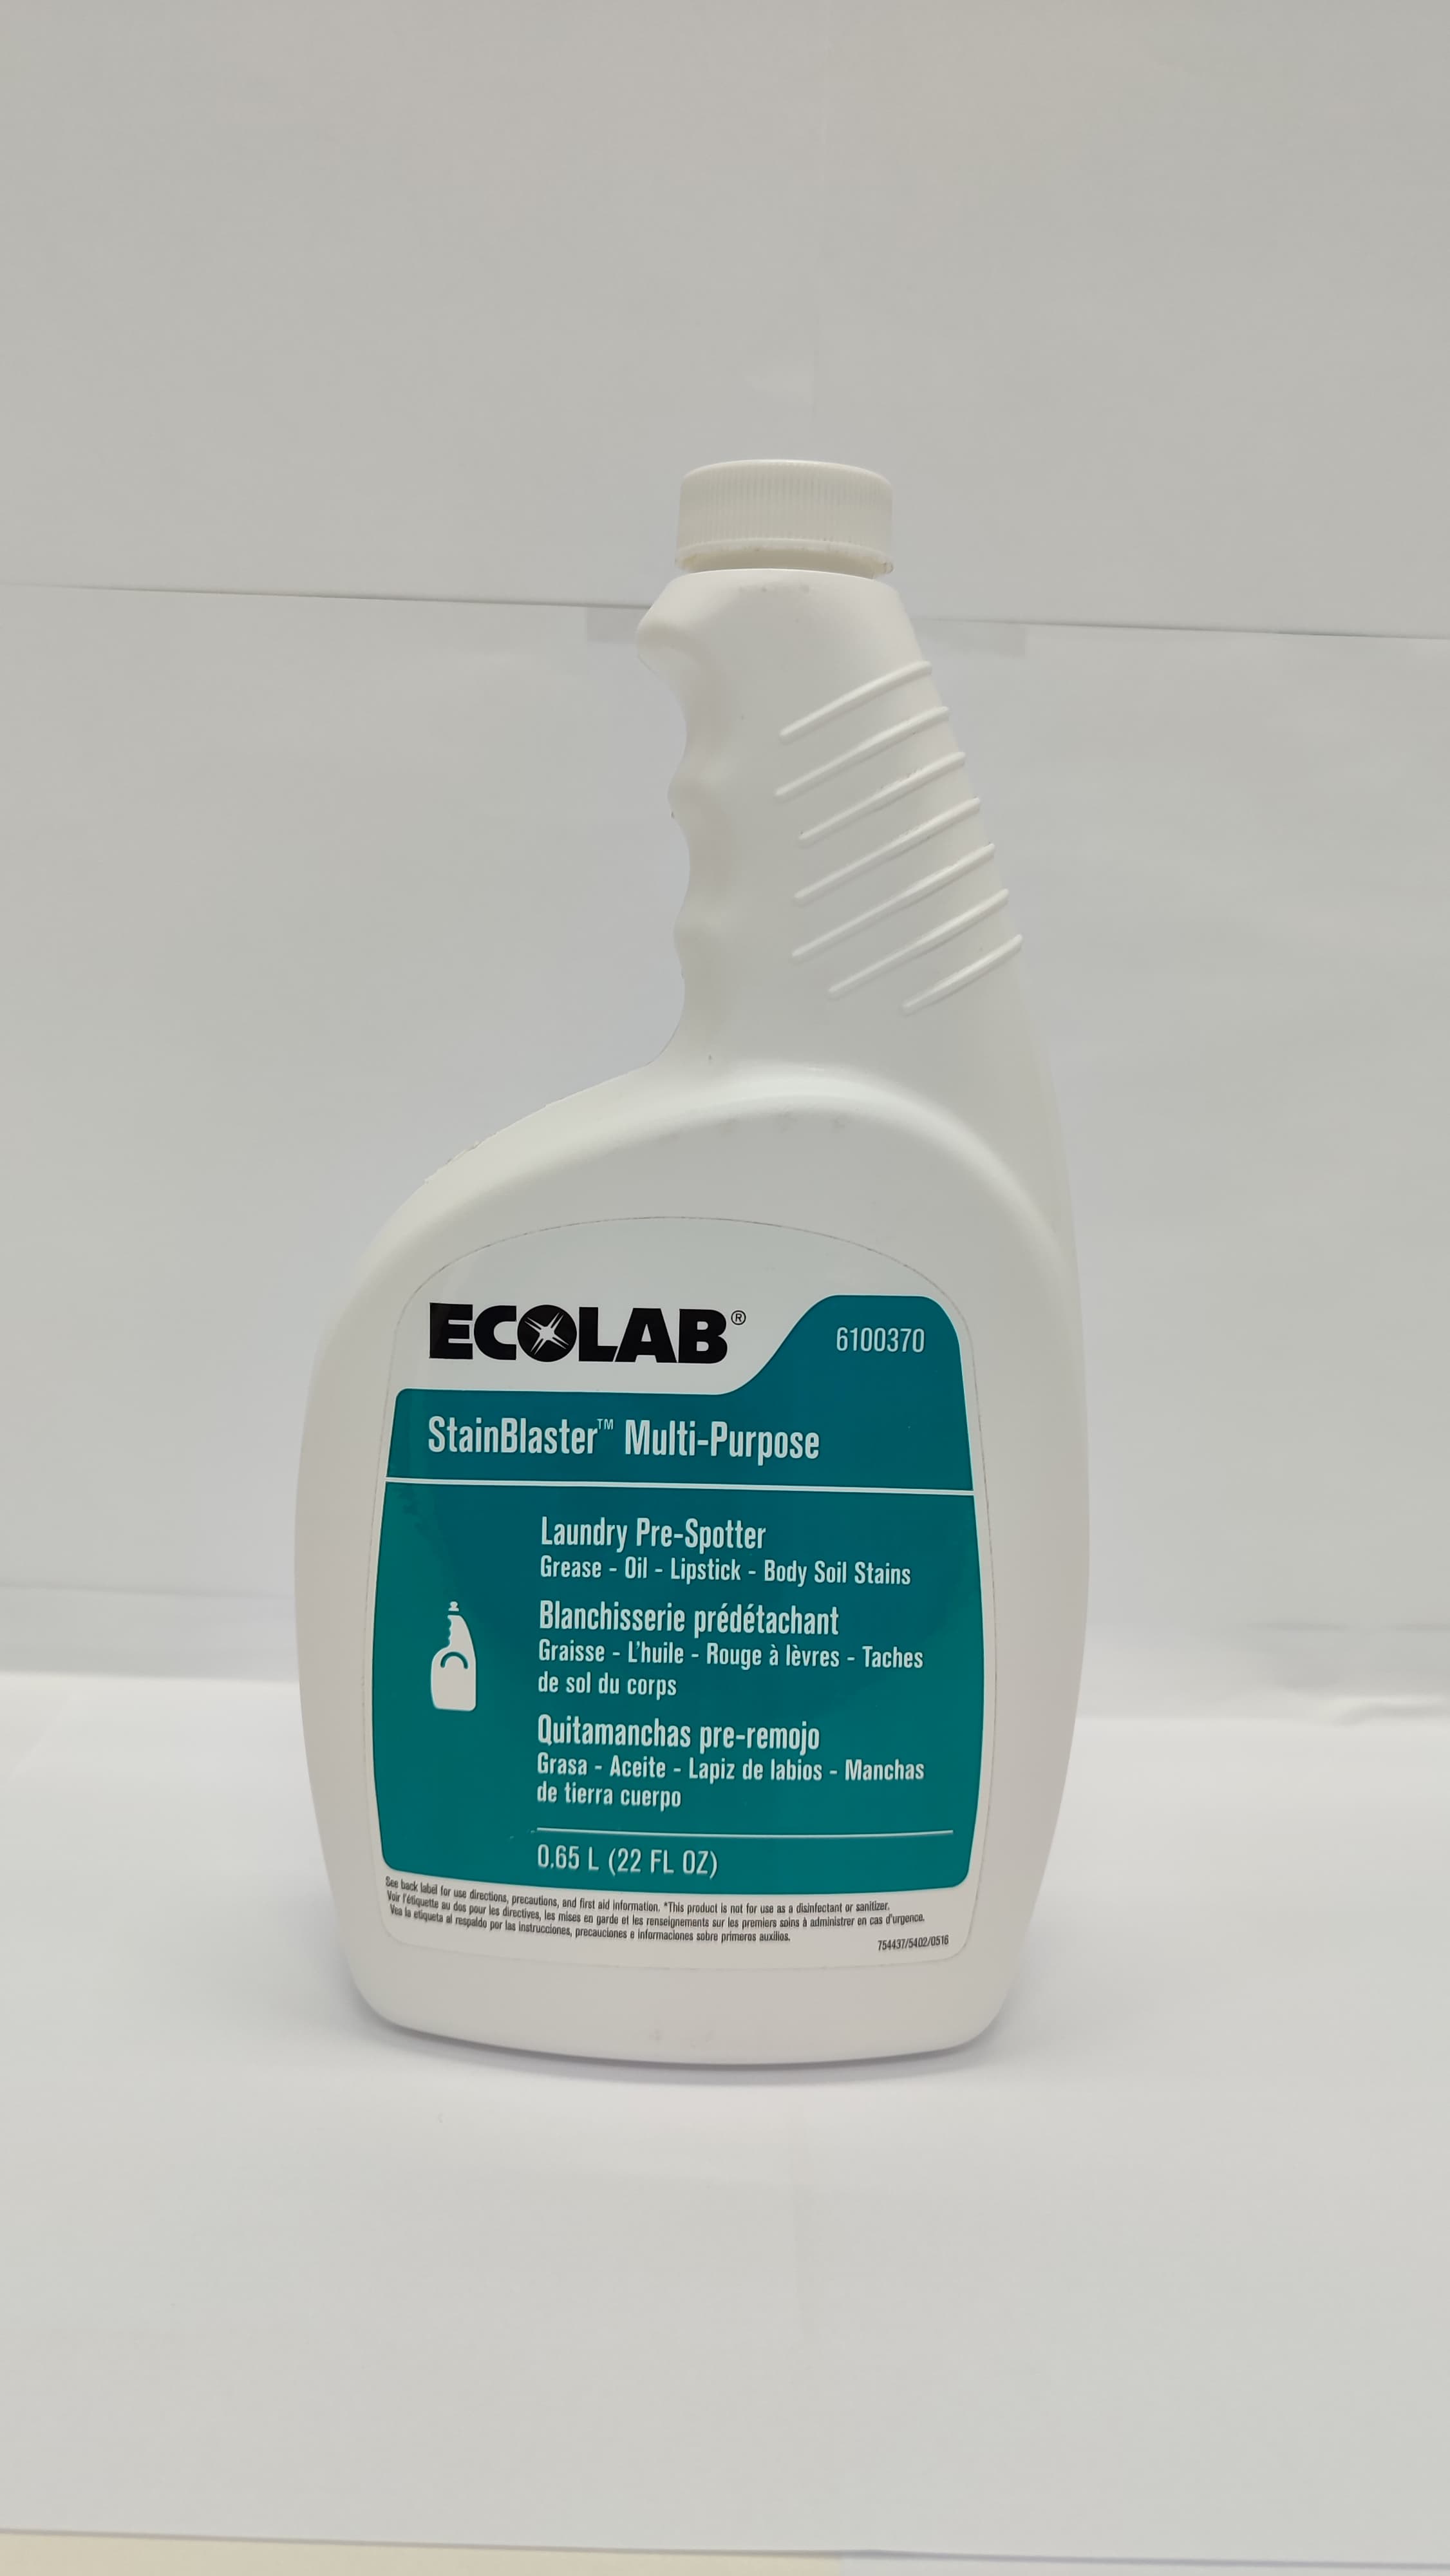 ECOLAB®
6100370
StainBlaster™ Multi-Purpose
Laundry Pre-Spotter
Grease - Oil - Lipstick - Body Soil Stains
Blanchisserie prédétachant
Graisse - L'huile - Rouge à lèvres - Taches
de sol du corps
Quitamanchas pre-remojo
Grasa - Aceite - Lapiz de labios - Manchas
de tierra cuerpo
0.65 L (22 FL OZ)
See back label for use directions, precautions, and first aid information. *This product is not for use as a disinfectant or sanitizer.
Voir l'étiquette au dos pour les directives, les mises en garde et les renseignements sur les premiers soins à administrer en cas d'urgence.
Vea la etiqueta al respaldo por las instrucciones, precauciones e informaciones sobre primeros auxilios.
754437/5402/0516